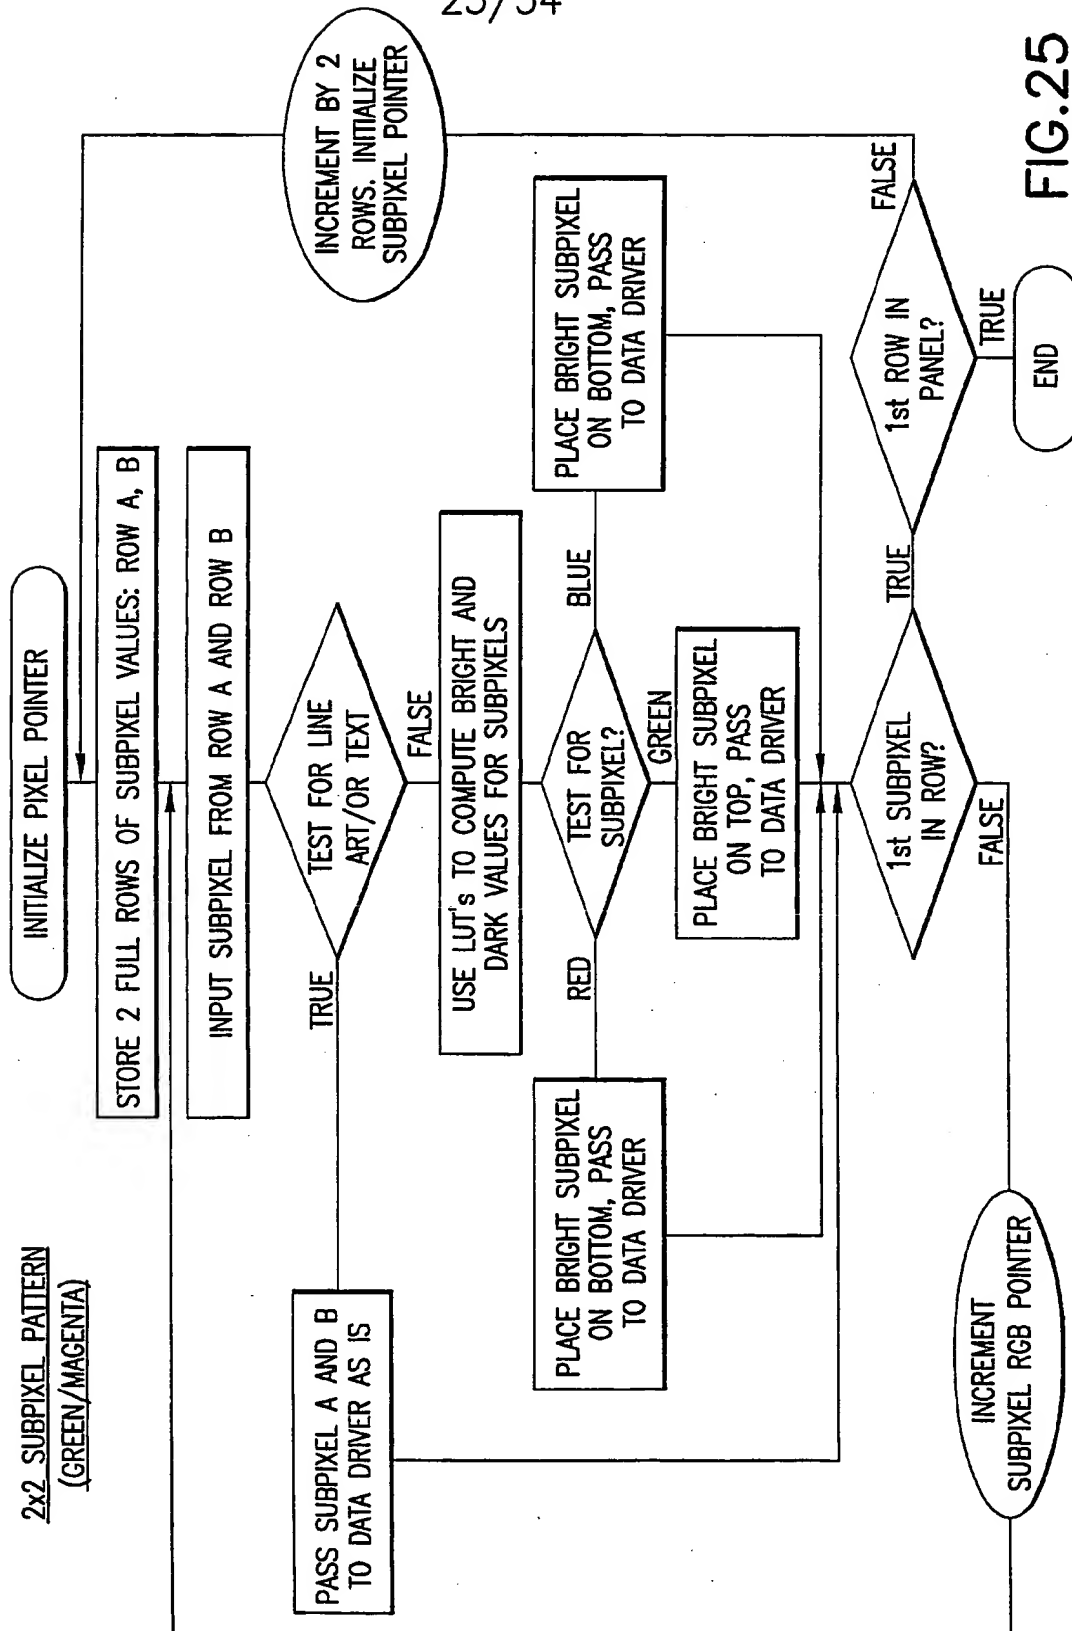 25/54
2x2 SUBPIXEL PATTERN
(GREEN/MAGENTA)
INITIALIZE PIXEL POINTER
STORE 2 FULL ROWS OF SUBPIXEL VALUES: ROW A, B
INPUT SUBPIXEL FROM ROW A AND ROW B
TEST FOR LINE
ART/OR TEXT
TRUE
FALSE
PASS SUBPIXEL A AND B
TO DATA DRIVER AS IS
USE LUT's TO COMPUTE BRIGHT AND
DARK VALUES FOR SUBPIXELS
TEST FOR
SUBPIXEL?
RED
GREEN
BLUE
PLACE BRIGHT SUBPIXEL
ON BOTTOM, PASS
TO DATA DRIVER
PLACE BRIGHT SUBPIXEL
ON TOP, PASS
TO DATA DRIVER
PLACE BRIGHT SUBPIXEL
ON BOTTOM, PASS
TO DATA DRIVER
1st SUBPIXEL
IN ROW?
TRUE
FALSE
1st ROW IN
PANEL?
FALSE
TRUE
INCREMENT BY 2
ROWS. INITIALIZE
SUBPIXEL POINTER
INCREMENT
SUBPIXEL RGB POINTER
END
FIG.25